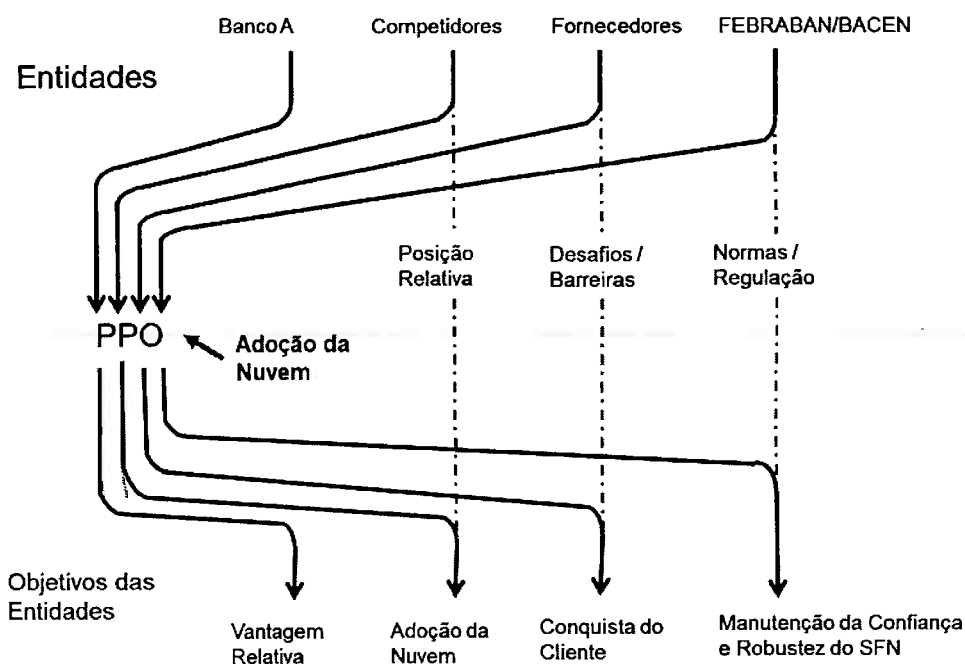 Banco A
Competidores
Fornecedores
FEBRABAN/BACEN
Entidades
Posição
Relativa
Desafios /
Barreiras
Normas /
Regulação
PPO
Adoção da
Nuvem
Objetivos das
Entidades
Vantagem
Relativa
Adoção da
Nuvem
Conquista do
Cliente
Manutenção da Confiança
e Robustez do SFN